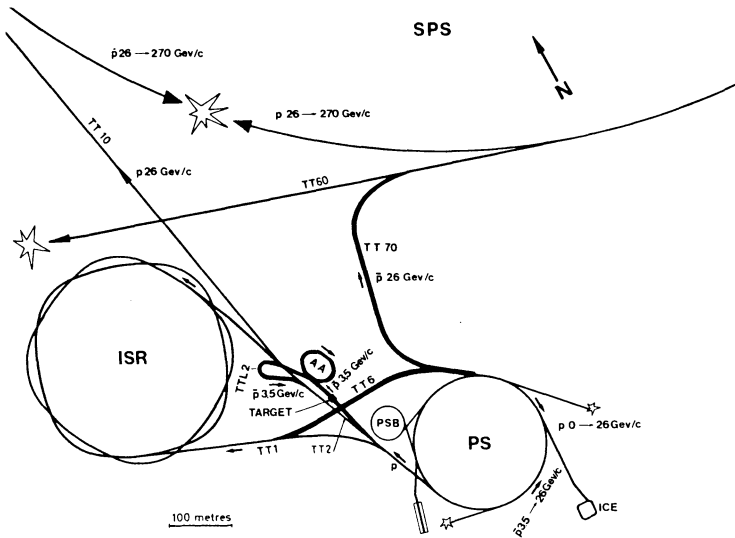 SPS
p̄ 26 → 270 Gev/c
N
p 26 → 270 Gev/c
TT 10
p 26 Gev/c
TT60
TT 70
p̄ 26 Gev/c
ISR
AA
TTL2
p̄ 3,5 Gev/c
p̄ 3,5 Gev/c
TT6
TARGET
PSB
PS
p 0 → 26 Gev/c
TT1
TT2
p
p̄ 3,5 → 26 Gev/c
ICE
100 metres